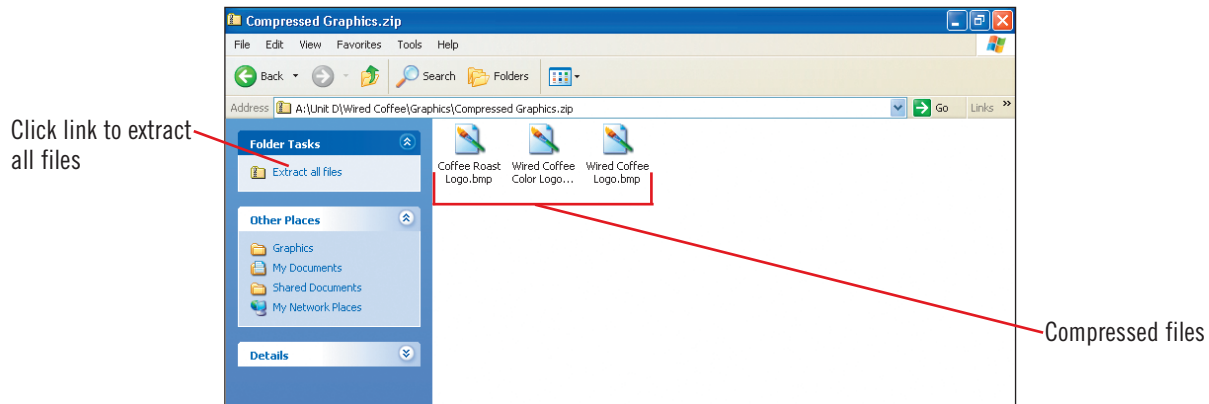 Compressed Graphics.zip
File Edit View Favorites Tools Help
Back Search Folders
Address A:\Unit D\Wired Coffee\Graphics\Compressed Graphics.zip Go Links »
Click link to extract
all files
Folder Tasks
Extract all files
Coffee Roast
Logo.bmp
Wired Coffee
Color Logo...
Wired Coffee
Logo.bmp
Other Places
Graphics
My Documents
Shared Documents
My Network Places
Compressed files
Details